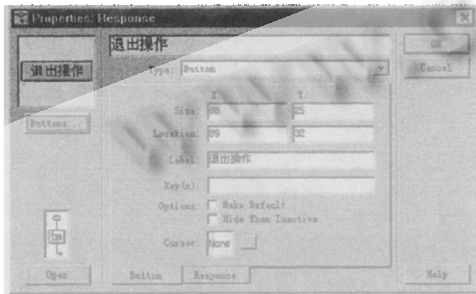 Properties: Response
退出操作
OK
退出操作
Type: Button
Cancel
X Y
Size: 88 25
Buttons...
Location: 89 32
Label: 退出操作
Key(s):
Options: Make Default
Hide When Inactive
Cursor: None ...
Open
Button Response
Help